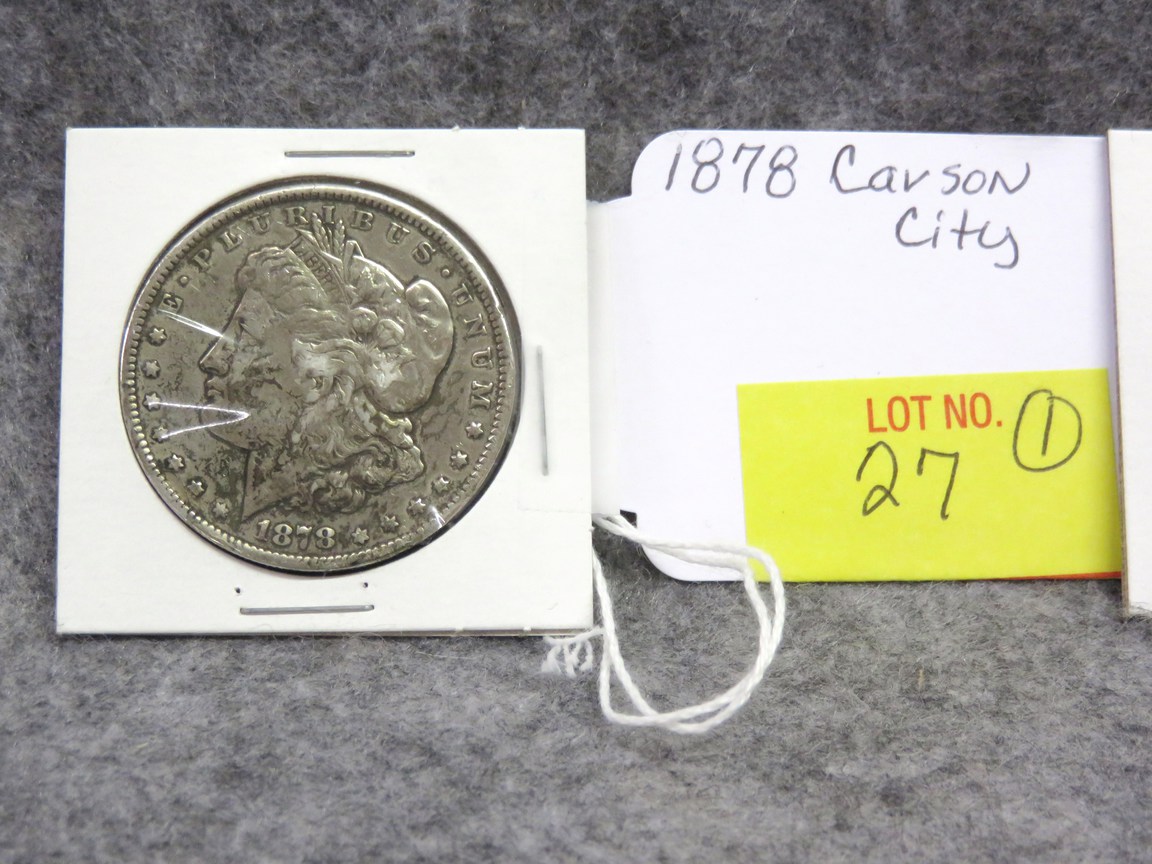 E · PLURIBUS · UNUM
LIBERTY
1878
1878 Carson
City
LOT NO. 1
27